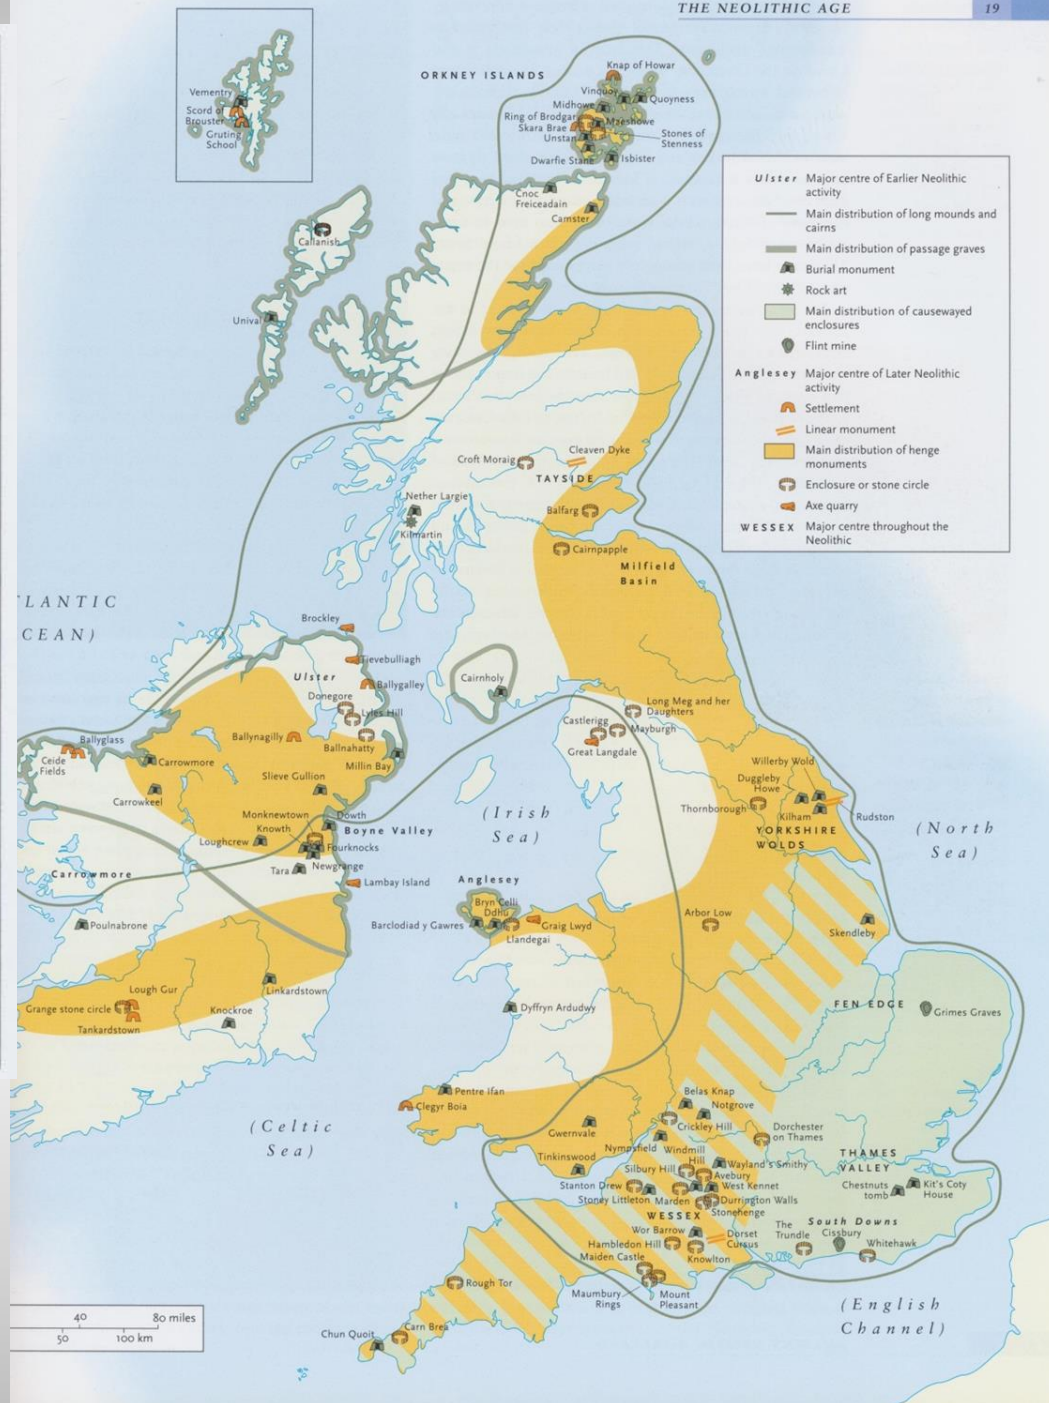 THE NEOLITHIC AGE 19
Vementry
Scord of
Brouster
Gruting
School
ORKNEY ISLANDS
Knap of Howar
Vinquoy
Midhowe
Quoyness
Ring of Brodgar
Maeshowe
Skara Brae
Unstan
Stones of
Stenness
Dwarfie Stane
Isbister
Cnoc
Freiceadain
Camster
Callanish
Unival
Ulster Major centre of Earlier Neolithic
activity
Main distribution of long mounds and
cairns
Main distribution of passage graves
Burial monument
Rock art
Main distribution of causewayed
enclosures
Flint mine
Anglesey Major centre of Later Neolithic
activity
Settlement
Linear monument
Main distribution of henge
monuments
Enclosure or stone circle
Axe quarry
WESSEX Major centre throughout the
Neolithic
Croft Moraig
Cleaven Dyke
TAYSIDE
Nether Largie
Kilmartin
Balfarg
Cairnpapple
Milfield
Basin
LANTIC
CEAN)
Brockley
Tievebulliagh
Ulster
Ballygalley
Donegore
Lyles Hill
Ballynagilly
Ballnahatty
Millin Bay
Cairnholy
Long Meg and her
Daughters
Castlerigg
Mayburgh
Great Langdale
Ballyglass
Ceide
Fields
Carrowmore
Carrowkeel
Slieve Gullion
Monknewtown
Dowth
Knowth
Boyne Valley
Loughcrew
Fourknocks
Newgrange
Tara
Carrowmore
Lambay Island
(Irish
Sea)
Willerby Wold
Duggleby
Howe
Thornborough
Kilham
Rudston
YORKSHIRE
WOLDS
(North
Sea)
Anglesey
Bryn Celli
Ddhu
Barclodiad y Gawres
Graig Lwyd
Llandegai
Arbor Low
Skendleby
Poulnabrone
Lough Gur
Linkardstown
Grange stone circle
Knockroe
Tankardstown
Dyffryn Ardudwy
FEN EDGE
Grimes Graves
Pentre Ifan
Clegyr Boia
Gwernvale
Tinkinswood
(Celtic
Sea)
Belas Knap
Notgrove
Crickley Hill
Nympsfield
Windmill
Hill
Dorchester
on Thames
Silbury Hill
Wayland's Smithy
Avebury
Stanton Drew
West Kennet
Stoney Littleton
Marden
Durrington Walls
Stonehenge
WESSEX
THAMES
VALLEY
Chestnuts
tomb
Kit's Coty
House
Wor Barrow
Dorset
Cursus
Hambledon Hill
Knowlton
Maiden Castle
The
Trundle
South Downs
Cissbury
Whitehawk
Maumbury
Rings
Mount
Pleasant
Rough Tor
Chun Quoit
Carn Brea
(English
Channel)
40 80 miles
50 100 km